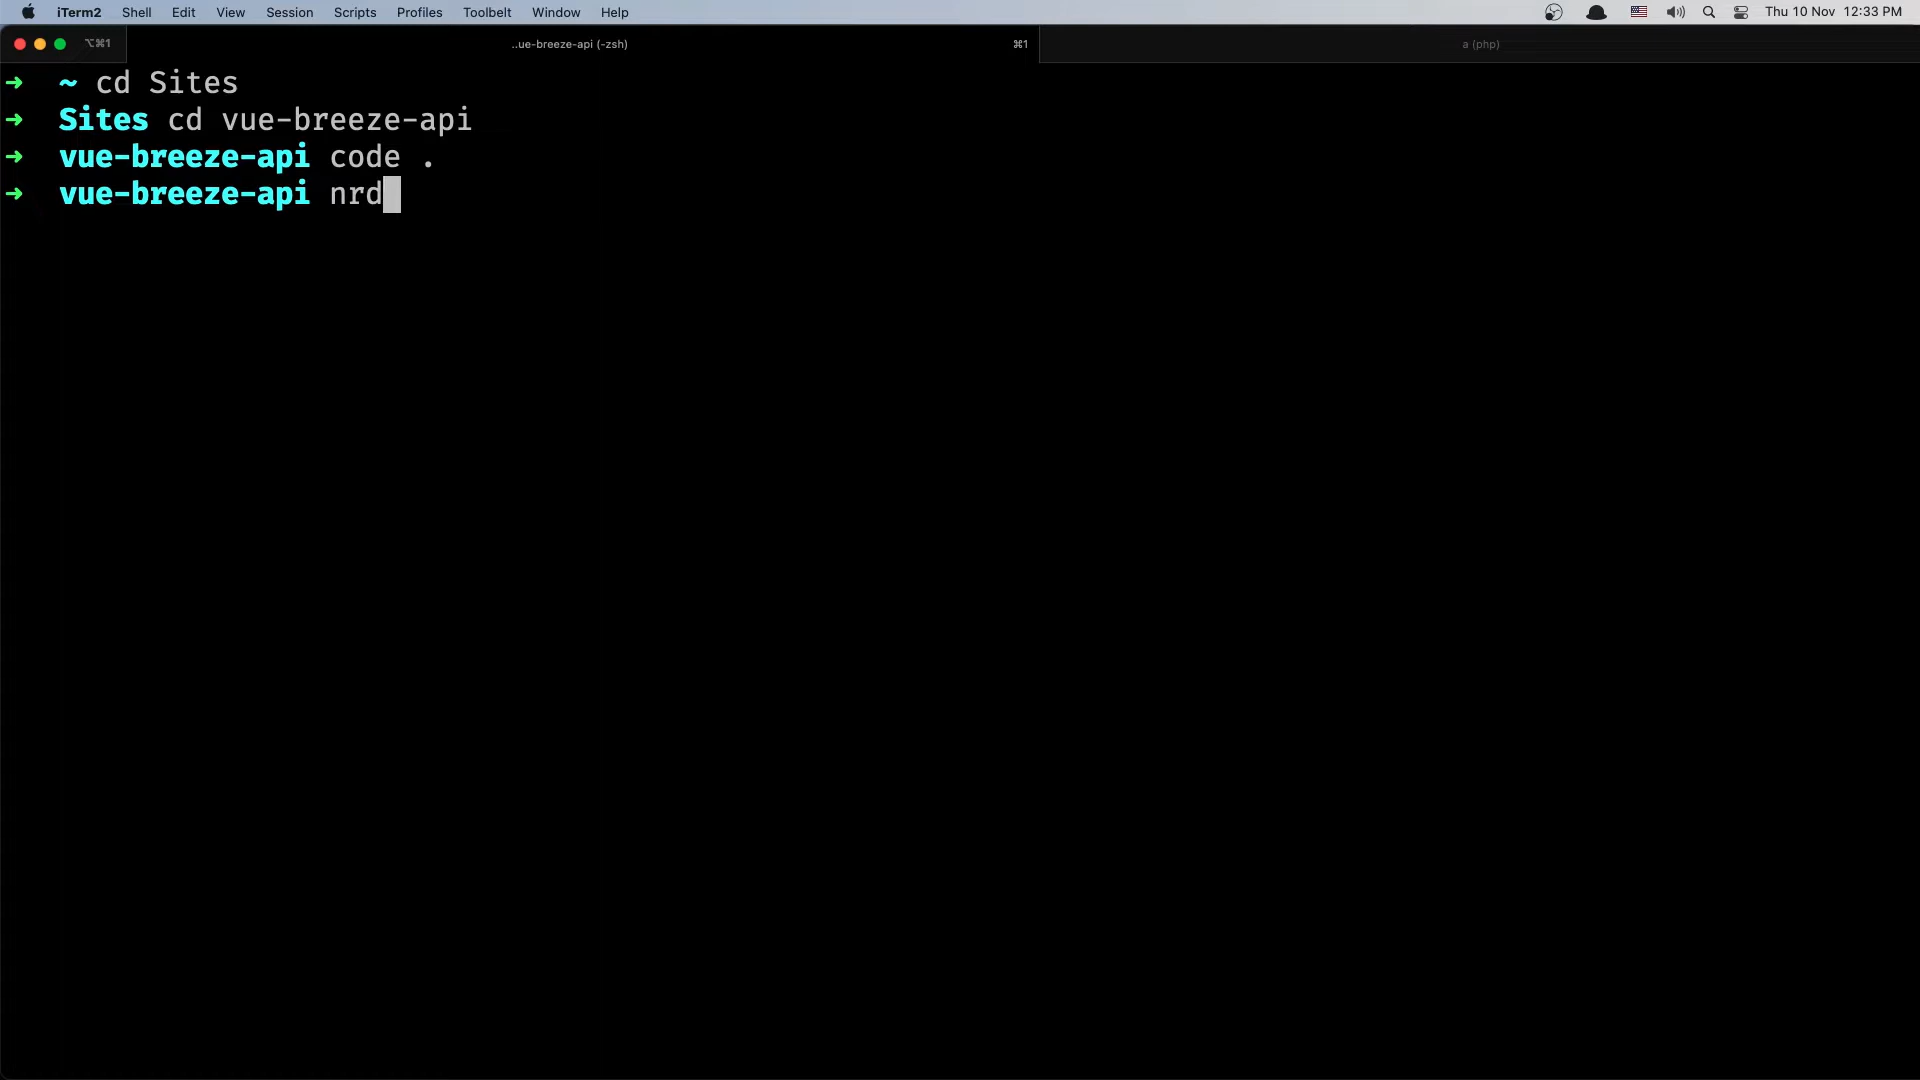 iTerm2 Shell Edit View Session Scripts Profiles Toolbelt Window Help Thu 10 Nov 12:33 PM
⌥⌘1 ..ue-breeze-api (-zsh) ⌘1 a (php)
➜ ~ cd Sites
➜ Sites cd vue-breeze-api
➜ vue-breeze-api code .
➜ vue-breeze-api nrd